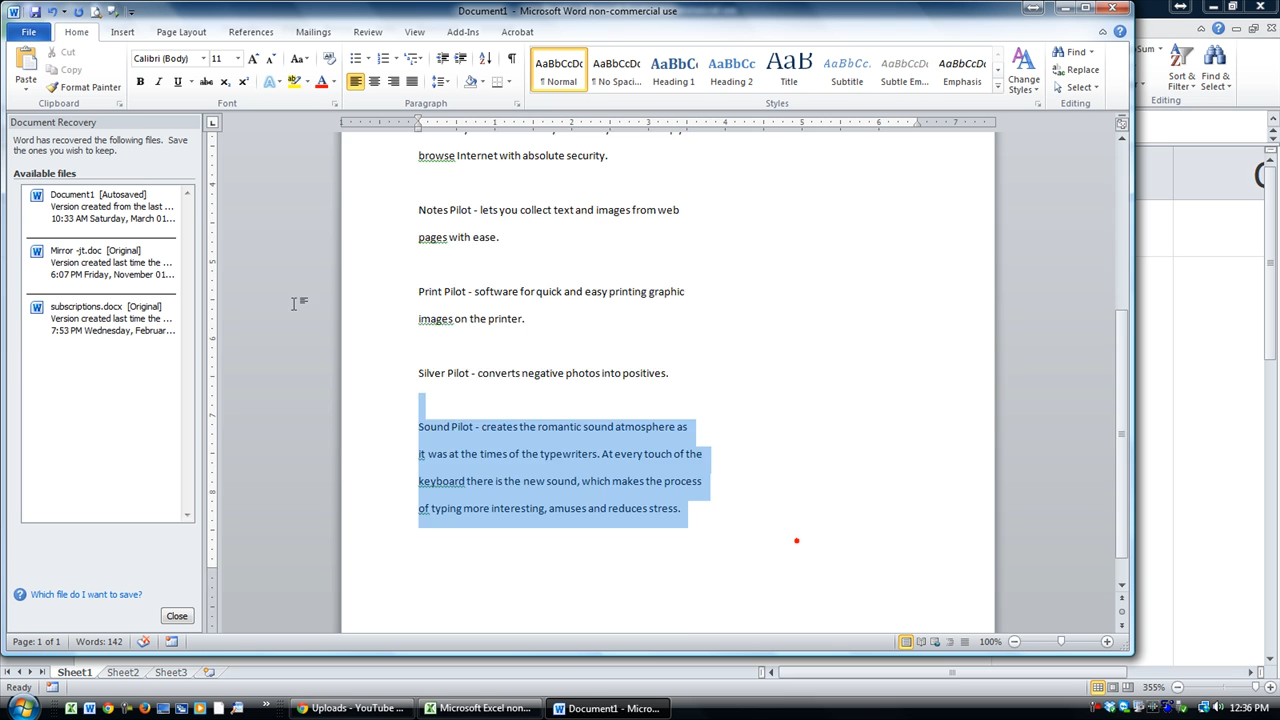 Document1 - Microsoft Word non-commercial use
File Home Insert Page Layout References Mailings Review View Add-Ins Acrobat
Paste
Cut
Copy
Format Painter
Clipboard
Calibri (Body) 11
Font
Paragraph
AaBbCcDc AaBbCcDc AaBbCc AaBbCc AaB AaBbCc. AaBbCcDc AaBbCcDc
¶ Normal ¶ No Spaci... Heading 1 Heading 2 Title Subtitle Subtle Em... Emphasis
Change Styles
Styles
Find
Replace
Select
Editing
Sort & Filter
Find & Select
Editing
Document Recovery
Word has recovered the following files. Save
the ones you wish to keep.
Available files
Document1 [Autosaved]
Version created from the last ...
10:33 AM Saturday, March 01...
Mirror -jt.doc [Original]
Version created last time the ...
6:07 PM Friday, November 01...
subscriptions.docx [Original]
Version created last time the ...
7:53 PM Wednesday, Februar...
Which file do I want to save?
Close
browse Internet with absolute security.
Notes Pilot - lets you collect text and images from web
pages with ease.
Print Pilot - software for quick and easy printing graphic
images on the printer.
Silver Pilot - converts negative photos into positives.
Sound Pilot - creates the romantic sound atmosphere as
it was at the times of the typewriters. At every touch of the
keyboard there is the new sound, which makes the process
of typing more interesting, amuses and reduces stress.
Page: 1 of 1 Words: 142 100%
Sheet1 Sheet2 Sheet3
Ready 355%
Uploads - YouTube ... Microsoft Excel non... Document1 - Micro... 12:36 PM